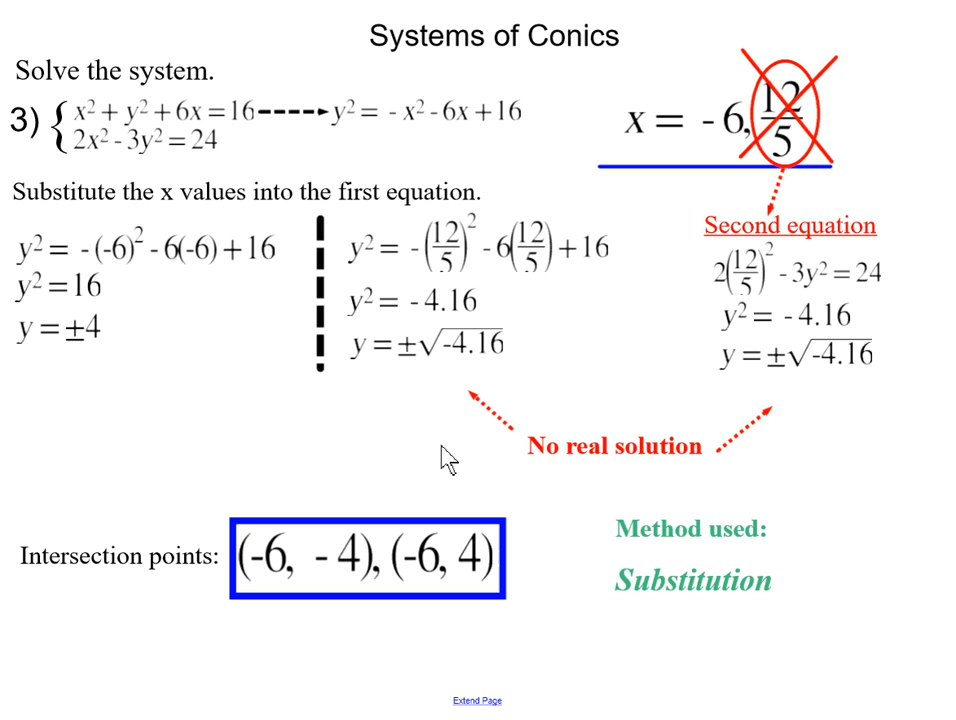 Systems of Conics
Solve the system.
3) { x² + y² + 6x = 16 ----→ y² = - x² - 6x + 16
2x² - 3y² = 24
x = - 6, 12/5
Substitute the x values into the first equation.
y² = - (-6)² - 6(-6) + 16
y² = 16
y = ±4
y² = - (12/5)² - 6(12/5) + 16
y² = - 4.16
y = ±√-4.16
Second equation
2(12/5)² - 3y² = 24
y² = - 4.16
y = ±√-4.16
No real solution
Intersection points: (-6, - 4), (-6, 4)
Method used:
Substitution
Extend Page